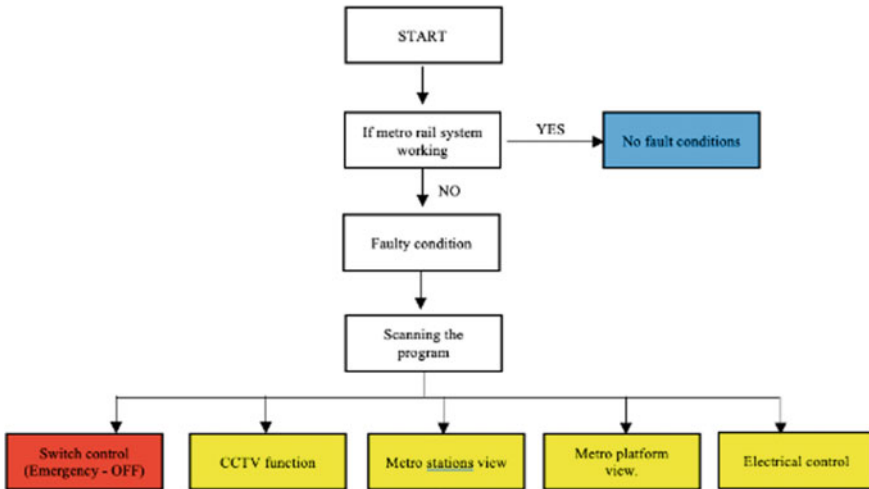 START
If metro rail system
working
YES
No fault conditions
NO
Faulty condition
Scanning the
program
Switch control
(Emergency - OFF)
CCTV function
Metro stations view
Metro platform
view.
Electrical control